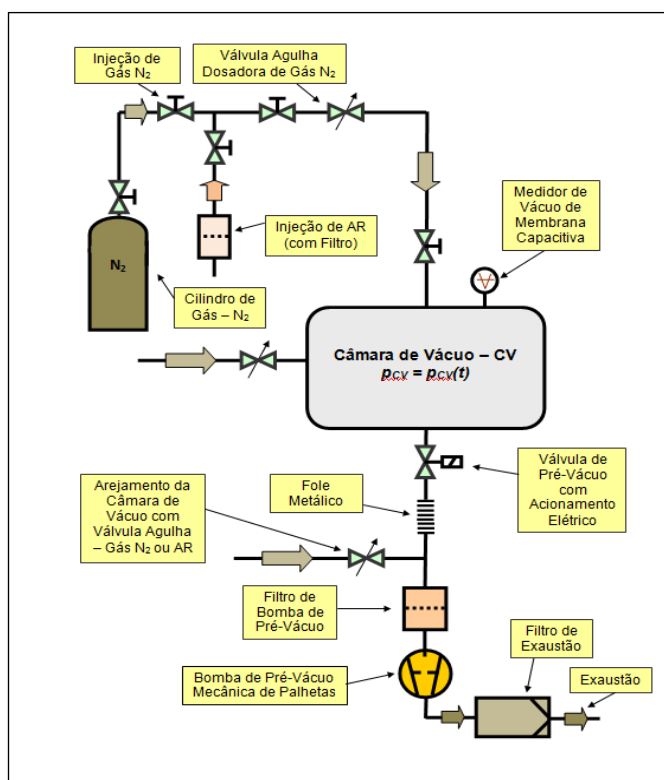 Injeção de
Gás N₂
Válvula Agulha
Dosadora de Gás N₂
Medidor de
Vácuo de
Membrana
Capacitiva
Injeção de AR
(com Filtro)
N₂
Cilindro de
Gás – N₂
Câmara de Vácuo – CV
pCV = pCV(t)
Válvula de
Pré-Vácuo
com
Acionamento
Elétrico
Fole
Metálico
Arejamento da
Câmara de
Vácuo com
Válvula Agulha
– Gás N₂ ou AR
Filtro de
Bomba de
Pré-Vácuo
Filtro de
Exaustão
Exaustão
Bomba de Pré-Vácuo
Mecânica de Palhetas